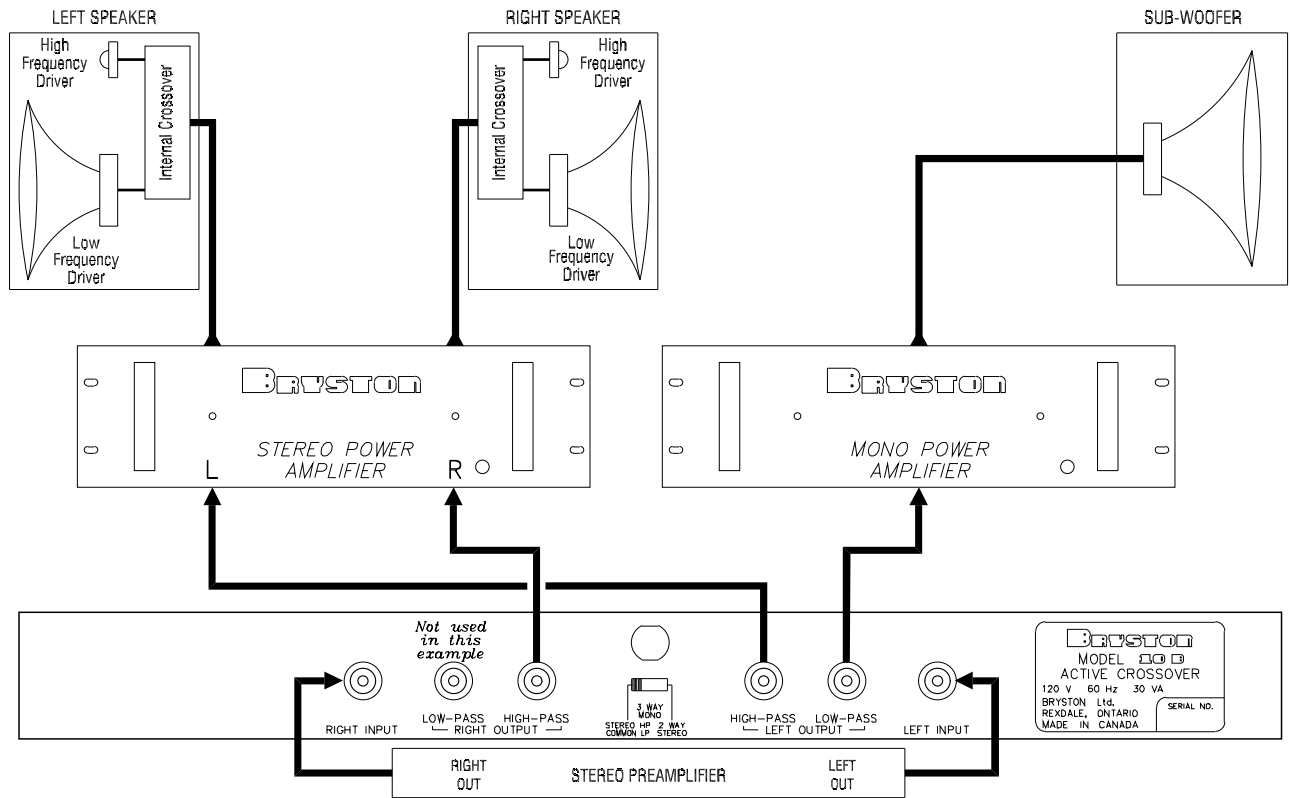 LEFT SPEAKER
High
Frequency
Driver
Internal Crossover
Low
Frequency
Driver
RIGHT SPEAKER
Internal Crossover
High
Frequency
Driver
Low
Frequency
Driver
SUB-WOOFER
BRYSTON
STEREO POWER
AMPLIFIER
L
R
BRYSTON
MONO POWER
AMPLIFIER
Not used
in this
example
RIGHT INPUT
LOW-PASS HIGH-PASS
RIGHT OUTPUT
3 WAY
MONO
STEREO HP 2 WAY
COMMON LP STEREO
HIGH-PASS LOW-PASS
LEFT OUTPUT
LEFT INPUT
BRYSTON
MODEL 10 B
ACTIVE CROSSOVER
120 V 60 Hz 30 VA
BRYSTON Ltd.
REXDALE, ONTARIO
MADE IN CANADA
SERIAL NO.
RIGHT
OUT
STEREO PREAMPLIFIER
LEFT
OUT